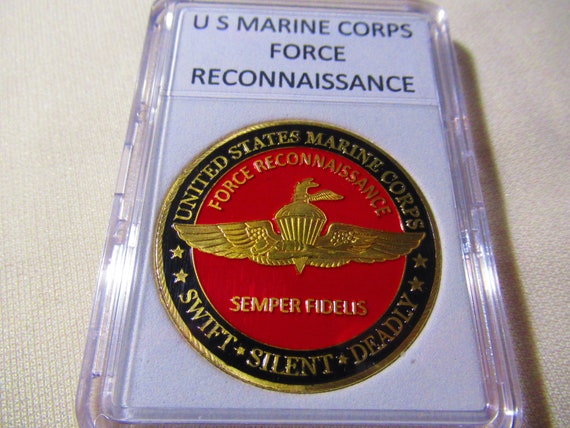 U S MARINE CORPS
FORCE
RECONNAISSANCE
UNITED STATES MARINE CORPS
FORCE RECONNAISSANCE
SEMPER FIDELIS
SWIFT ★ SILENT ★ DEADLY